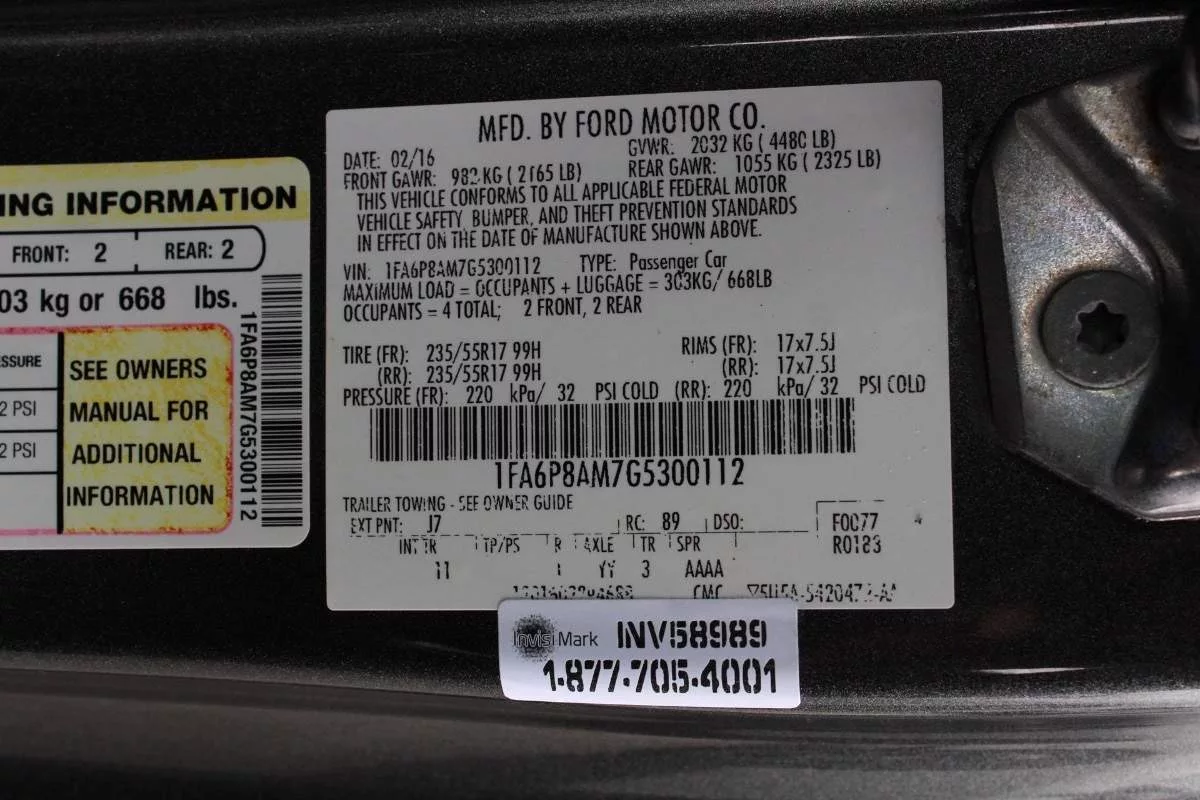 MFD. BY FORD MOTOR CO.
DATE: 02/16 GVWR: 2032 KG ( 4480 LB)
FRONT GAWR: 982 KG ( 2165 LB) REAR GAWR: 1055 KG ( 2325 LB)
THIS VEHICLE CONFORMS TO ALL APPLICABLE FEDERAL MOTOR
VEHICLE SAFETY, BUMPER, AND THEFT PREVENTION STANDARDS
IN EFFECT ON THE DATE OF MANUFACTURE SHOWN ABOVE.
VIN: 1FA6P8AM7G5300112 TYPE: Passenger Car
MAXIMUM LOAD = OCCUPANTS + LUGGAGE = 303KG/ 668LB
OCCUPANTS = 4 TOTAL; 2 FRONT, 2 REAR
TIRE (FR): 235/55R17 99H RIMS (FR): 17x7.5J
(RR): 235/55R17 99H (RR): 17x7.5J
PRESSURE (FR): 220 kPa/ 32 PSI COLD (RR): 220 kPa/ 32 PSI COLD
1FA6P8AM7G5300112
TRAILER TOWING - SEE OWNER GUIDE
EXT PNT: J7 RC: 89 DSO: F0077
R0183
INT TR TP/PS R AXLE TR SPR
11 YY 3 AAAA
ING INFORMATION
FRONT: 2 REAR: 2
03 kg or 668 lbs.
SSURE
2 PSI
2 PSI
SEE OWNERS
MANUAL FOR
ADDITIONAL
INFORMATION
1FA6P8AM7G5300112
InvisiMark INV58989
1-877-705-4001